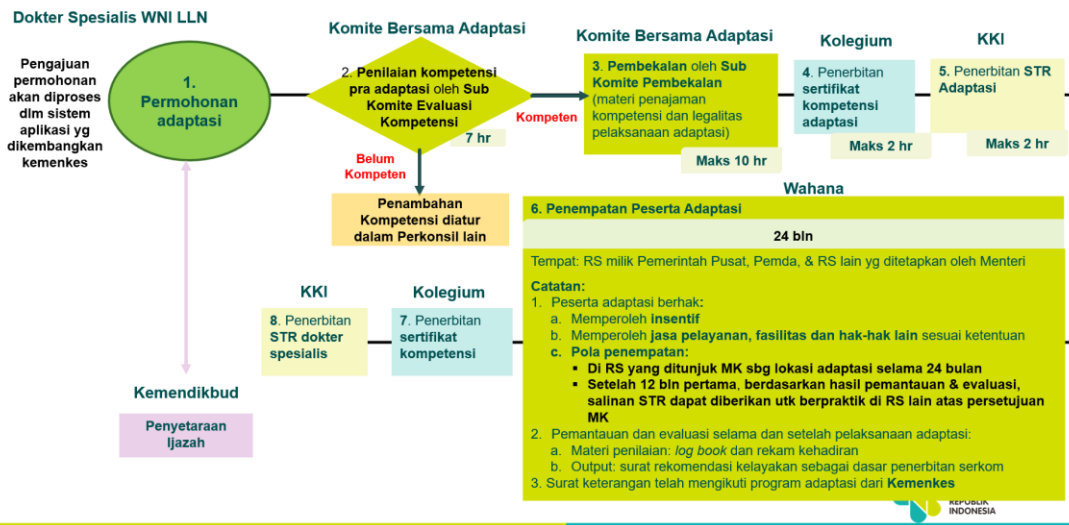 Dokter Spesialis WNI LLN
Pengajuan
permohonan
akan diproses
dlm sistem
aplikasi yg
dikembangkan
kemenkes
1.
Permohonan
adaptasi
Komite Bersama Adaptasi
2. Penilaian kompetensi
pra adaptasi oleh Sub
Komite Evaluasi
Kompetensi
7 hr
Kompeten
Belum
Kompeten
Penambahan
Kompetensi diatur
dalam Perkonsil lain
Komite Bersama Adaptasi
3. Pembekalan oleh Sub
Komite Pembekalan
(materi penajaman
kompetensi dan legalitas
pelaksanaan adaptasi)
Maks 10 hr
Kolegium
4. Penerbitan
sertifikat
kompetensi
adaptasi
Maks 2 hr
KKI
5. Penerbitan STR
Adaptasi
Maks 2 hr
Wahana
6. Penempatan Peserta Adaptasi
24 bln
Tempat: RS milik Pemerintah Pusat, Pemda, & RS lain yg ditetapkan oleh Menteri
Catatan:
1. Peserta adaptasi berhak:
a. Memperoleh insentif
b. Memperoleh jasa pelayanan, fasilitas dan hak-hak lain sesuai ketentuan
c. Pola penempatan:
▪ Di RS yang ditunjuk MK sbg lokasi adaptasi selama 24 bulan
▪ Setelah 12 bln pertama, berdasarkan hasil pemantauan & evaluasi,
salinan STR dapat diberikan utk berpraktik di RS lain atas persetujuan
MK
2. Pemantauan dan evaluasi selama dan setelah pelaksanaan adaptasi:
a. Materi penilaian: log book dan rekam kehadiran
b. Output: surat rekomendasi kelayakan sebagai dasar penerbitan serkom
3. Surat keterangan telah mengikuti program adaptasi dari Kemenkes
Kolegium
7. Penerbitan
sertifikat
kompetensi
KKI
8. Penerbitan
STR dokter
spesialis
Kemendikbud
Penyetaraan
Ijazah
REPUBLIK
INDONESIA